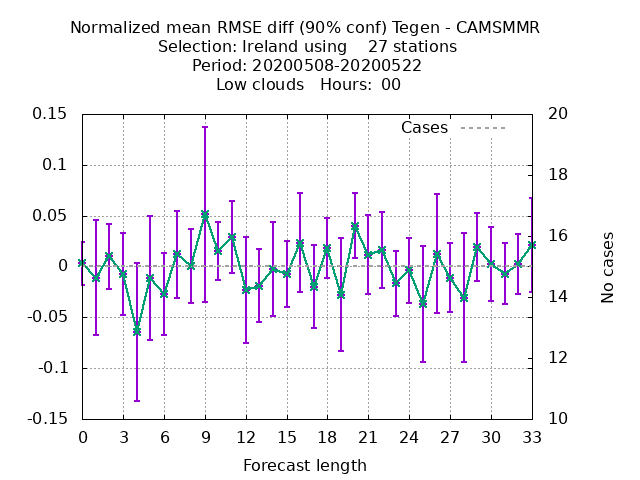 Normalized mean RMSE diff (90% conf) Tegen - CAMSMMR
Selection: Ireland using 27 stations
Period: 20200508-20200522
Low clouds Hours: 00
Cases
0.15
0.1
0.05
0
-0.05
-0.1
-0.15
20
18
16
14
12
10
No cases
0 3 6 9 12 15 18 21 24 27 30 33
Forecast length